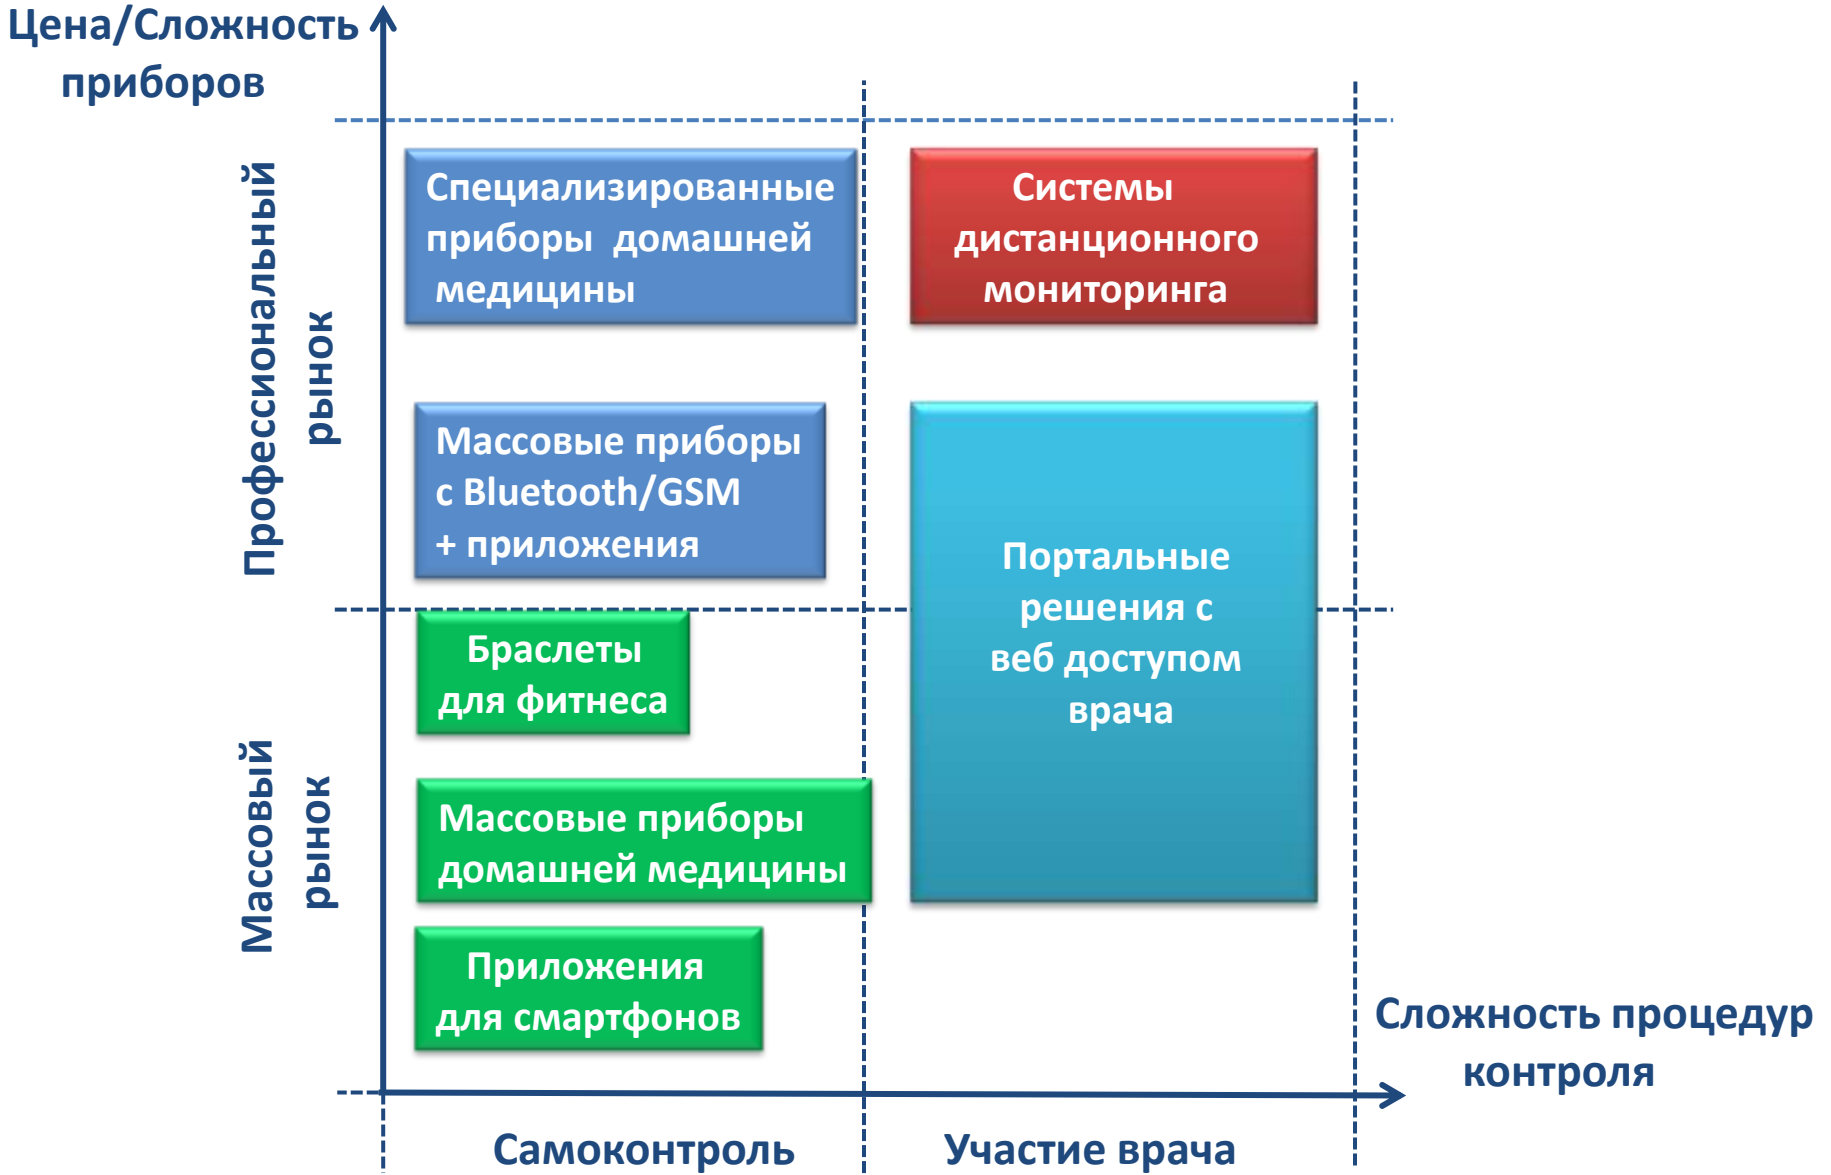 Цена/Сложность
приборов
Профессиональный
рынок
Специализированные
приборы домашней
медицины
Системы
дистанционного
мониторинга
Массовые приборы
с Bluetooth/GSM
+ приложения
Портальные
решения с
веб доступом
врача
Массовый
рынок
Браслеты
для фитнеса
Массовые приборы
домашней медицины
Приложения
для смартфонов
Сложность процедур
контроля
Самоконтроль
Участие врача